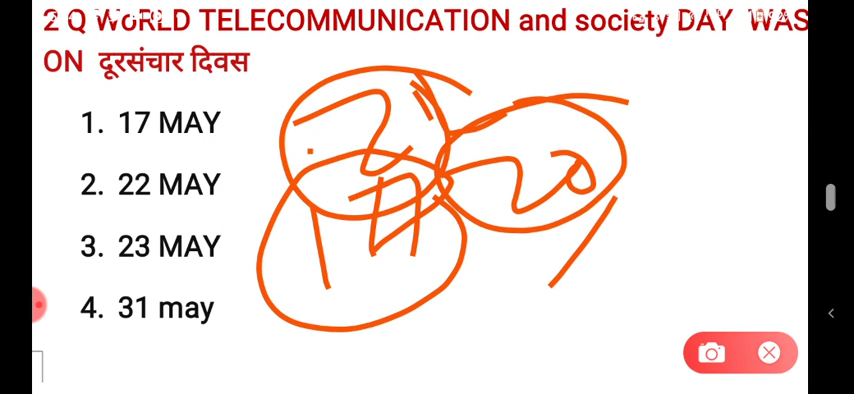 2 Q WoRLD TELECOMMUNICATION and society DAY WAS
ON दूरसंचार दिवस
1. 17 MAY
2. 22 MAY
3. 23 MAY
4. 31 may
20